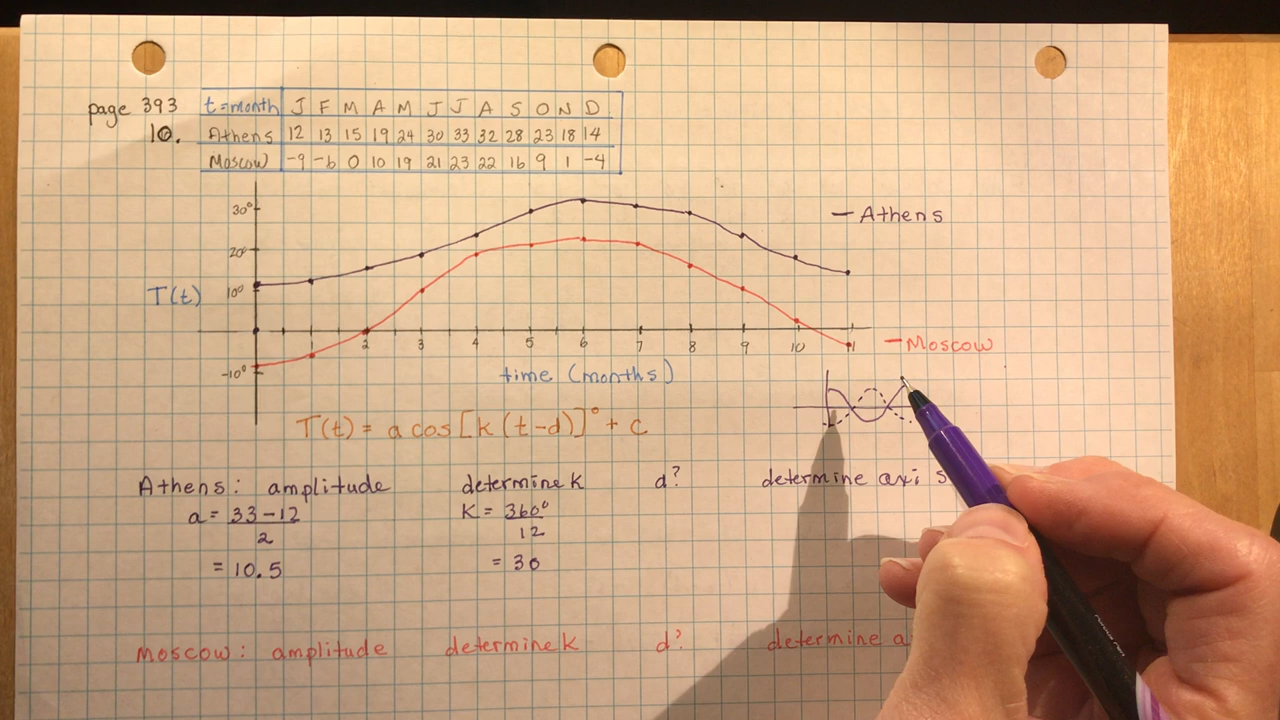 page 393
10.
t=month J F M A M J J A S O N D
Athens 12 13 15 19 24 30 33 32 28 23 18 14
Moscow -9 -6 0 10 19 21 23 22 16 9 1 -4
30°
20°
10°
-10°
T(t)
2 3 4 5 6 7 8 9 10 11
time (months)
Athens
Moscow
T(t) = a cos [k (t-d)]° + c
Athens: amplitude determine k d? determine axis
a = 33-12
2
= 10.5
K = 360°
12
= 30
Moscow: amplitude determine k d? determine a